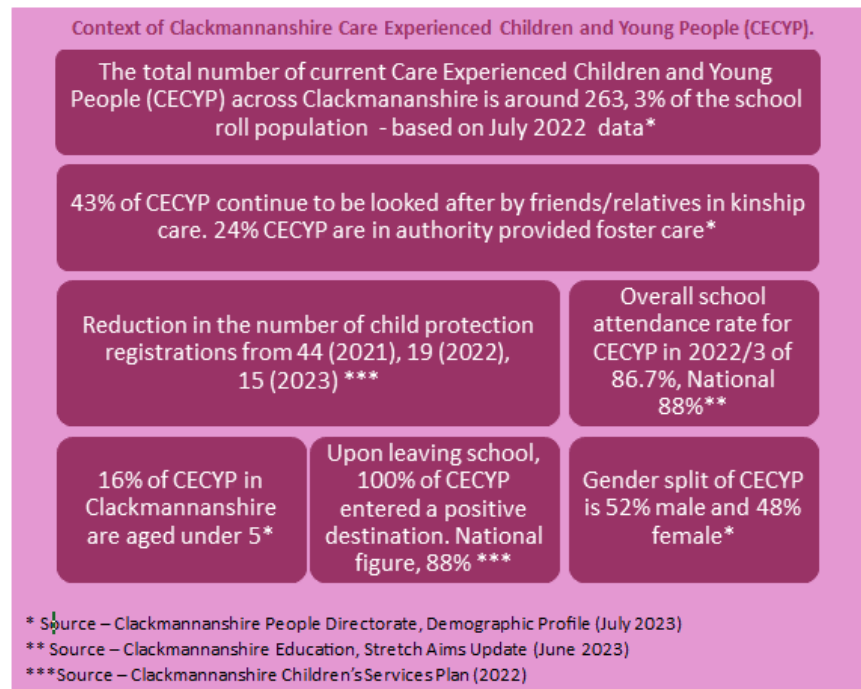 Context of Clackmannanshire Care Experienced Children and Young People (CECYP).
The total number of current Care Experienced Children and Young
People (CECYP) across Clackmananshire is around 263, 3% of the school
roll population - based on July 2022 data*
43% of CECYP continue to be looked after by friends/relatives in kinship
care. 24% CECYP are in authority provided foster care*
Reduction in the number of child protection
registrations from 44 (2021), 19 (2022),
15 (2023) ***
Overall school
attendance rate for
CECYP in 2022/3 of
86.7%, National
88%**
16% of CECYP in
Clackmannanshire
are aged under 5*
Upon leaving school,
100% of CECYP
entered a positive
destination. National
figure, 88% ***
Gender split of CECYP
is 52% male and 48%
female*
* Source – Clackmannanshire People Directorate, Demographic Profile (July 2023)
** Source – Clackmannanshire Education, Stretch Aims Update (June 2023)
***Source – Clackmannanshire Children's Services Plan (2022)